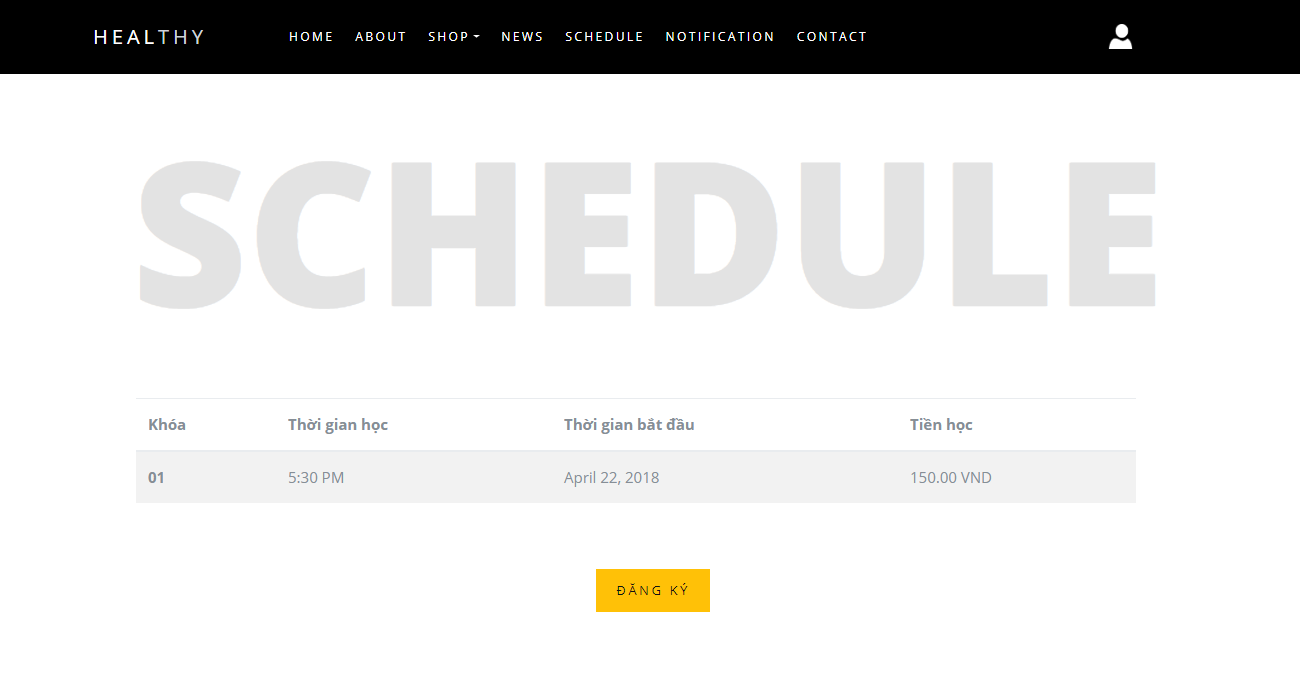 HEALTHY HOME ABOUT SHOP NEWS SCHEDULE NOTIFICATION CONTACT
SCHEDULE
Khóa Thời gian học Thời gian bắt đầu Tiền học
01 5:30 PM April 22, 2018 150.00 VND
ĐĂNG KÝ